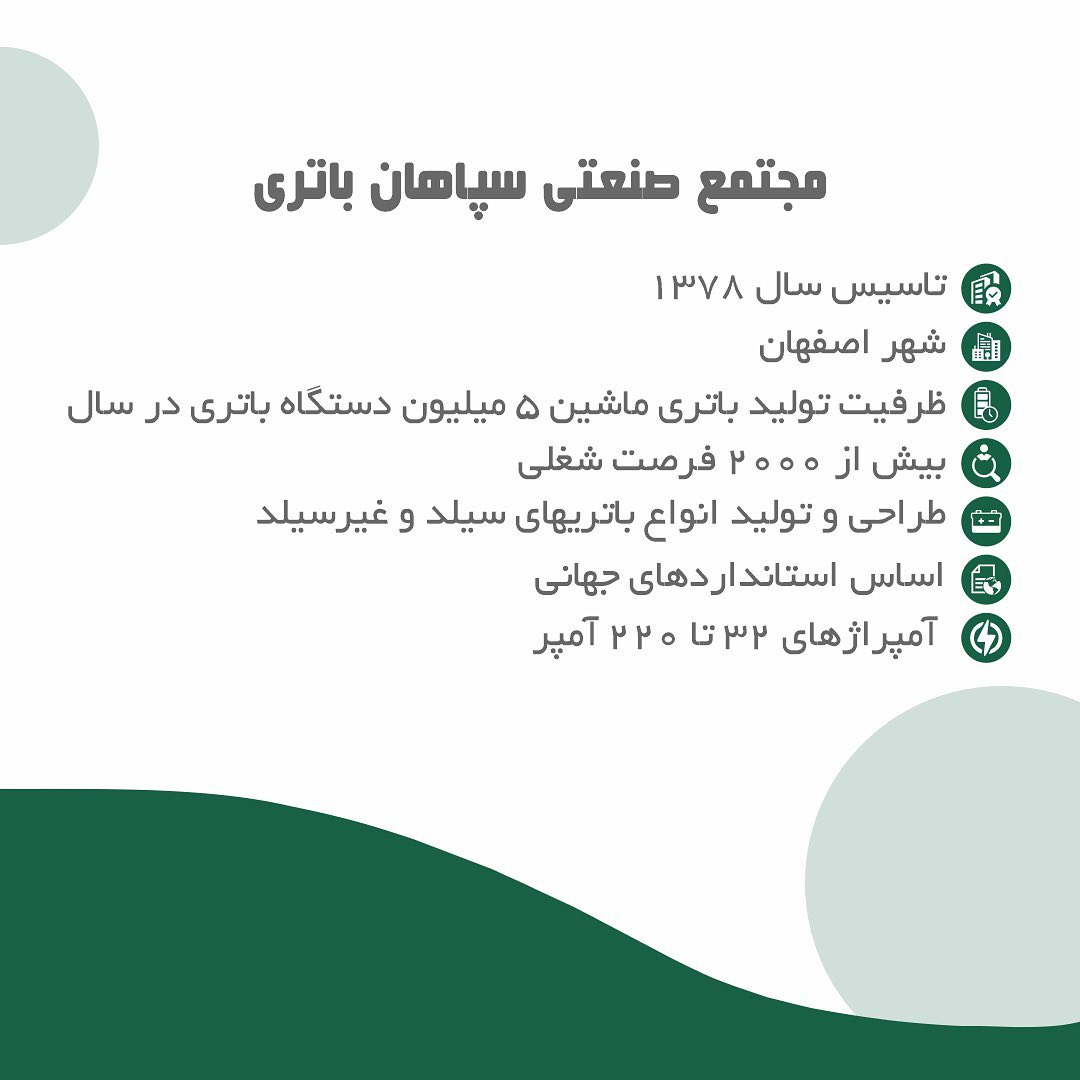 مجتمع صنعتی سپاهان باتری
تاسیس سال ۱۳۷۸
شهر اصفهان
ظرفیت تولید باتری ماشین ۵ میلیون دستگاه باتری در سال
بیش از ۲۰۰۰ فرصت شغلی
طراحی و تولید انواع باتریهای سیلد و غیرسیلد
اساس استانداردهای جهانی
آمپراژهای ۳۲ تا ۲۲۰ آمپر